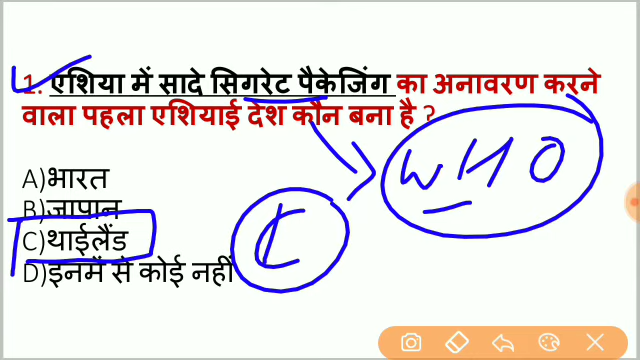 1. एशिया में सादे सिगरेट पैकेजिंग का अनावरण करने
वाला पहला एशियाई देश कौन बना है ?
WHO
A)भारत
B)जापान
C)थाईलैंड
D)इनमें से कोई नहीं